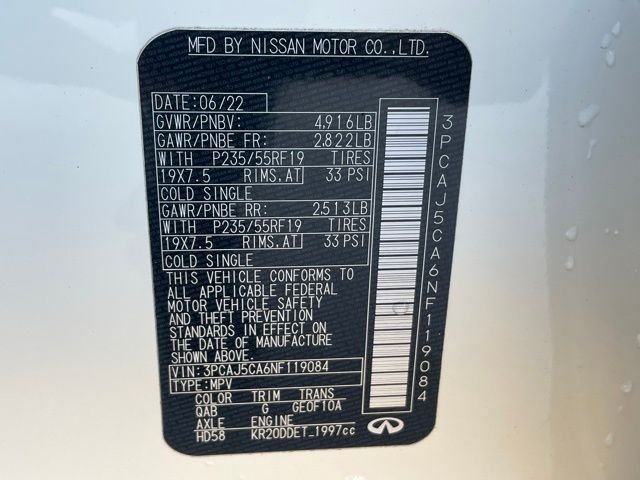 MFD BY NISSAN MOTOR CO.,LTD.
DATE:06/22
GVWR/PNBV: 4,916LB
GAWR/PNBE FR: 2,822LB
WITH P235/55RF19 TIRES
19X7.5 RIMS.AT 33 PSI
COLD SINGLE
GAWR/PNBE RR: 2,513LB
WITH P235/55RF19 TIRES
19X7.5 RIMS.AT 33 PSI
COLD SINGLE
THIS VEHICLE CONFORMS TO
ALL APPLICABLE FEDERAL
MOTOR VEHICLE SAFETY
AND THEFT PREVENTION
STANDARDS IN EFFECT ON
THE DATE OF MANUFACTURE
SHOWN ABOVE.
VIN: 3PCAJ5CA6NF119084
TYPE:MPV
COLOR TRIM TRANS
QAB G GE0F10A
AXLE ENGINE
HD58 KR20DDET_1997cc
3PCAJ5CA6NF119084